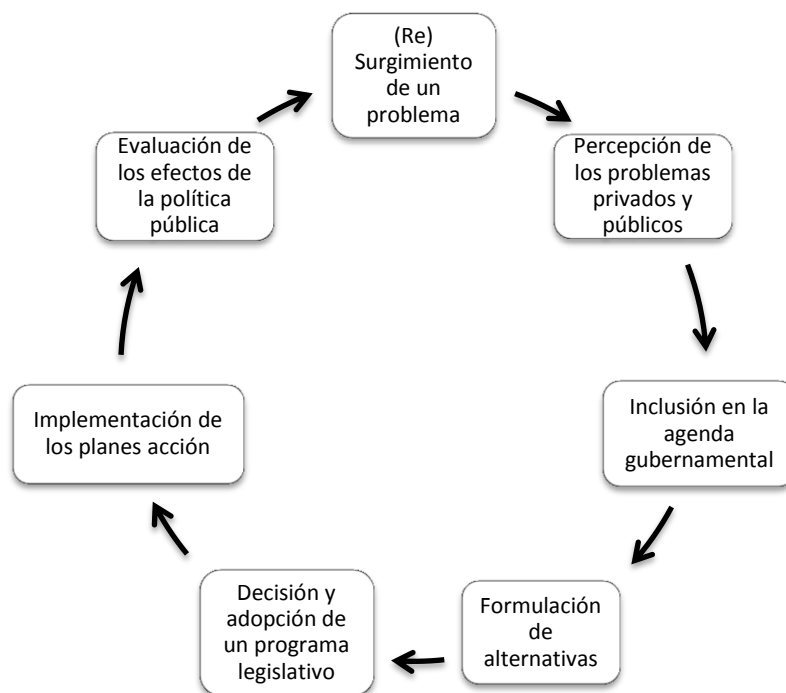 (Re)
Surgimiento
de un
problema
Percepción de
los problemas
privados y
públicos
Inclusión en la
agenda
gubernamental
Formulación
de
alternativas
Decisión y
adopción de
un programa
legislativo
Implementación de
los planes acción
Evaluación de
los efectos de
la política
pública